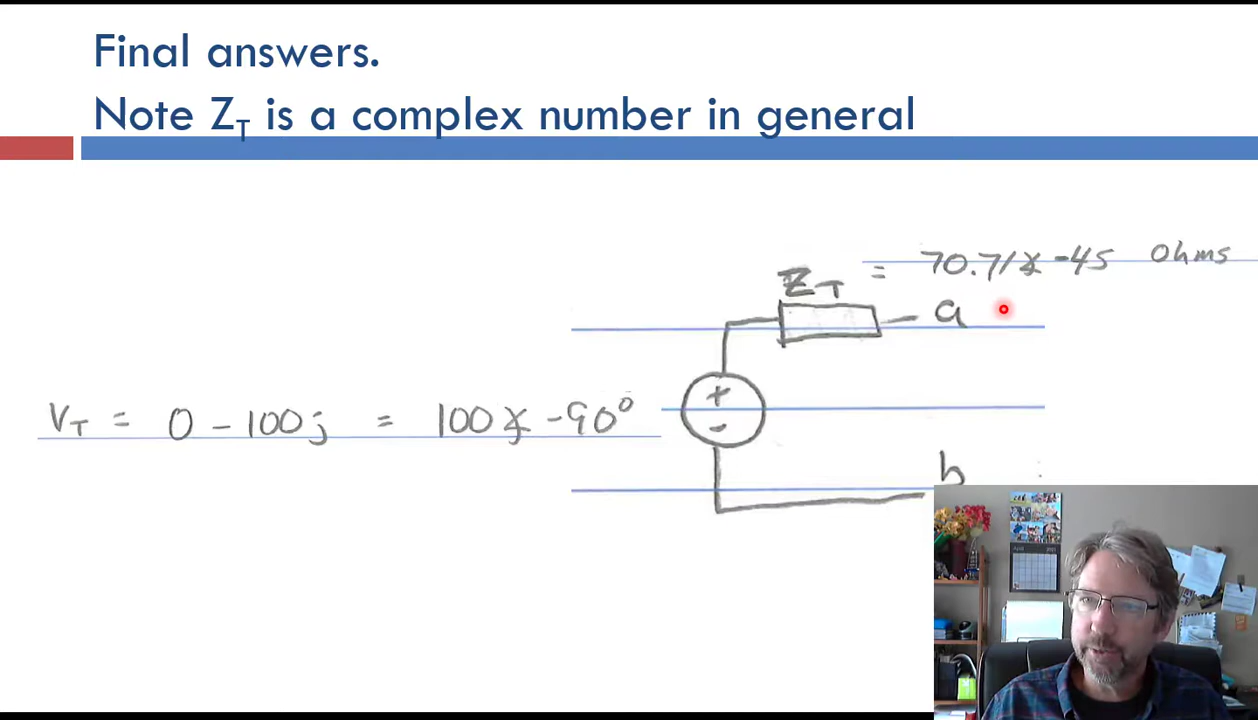 Final answers.
Note Z_T is a complex number in general
Z_T = 70.71∡-45 Ohms
a
+
V_T = 0 - 100j = 100∡-90°
-
b